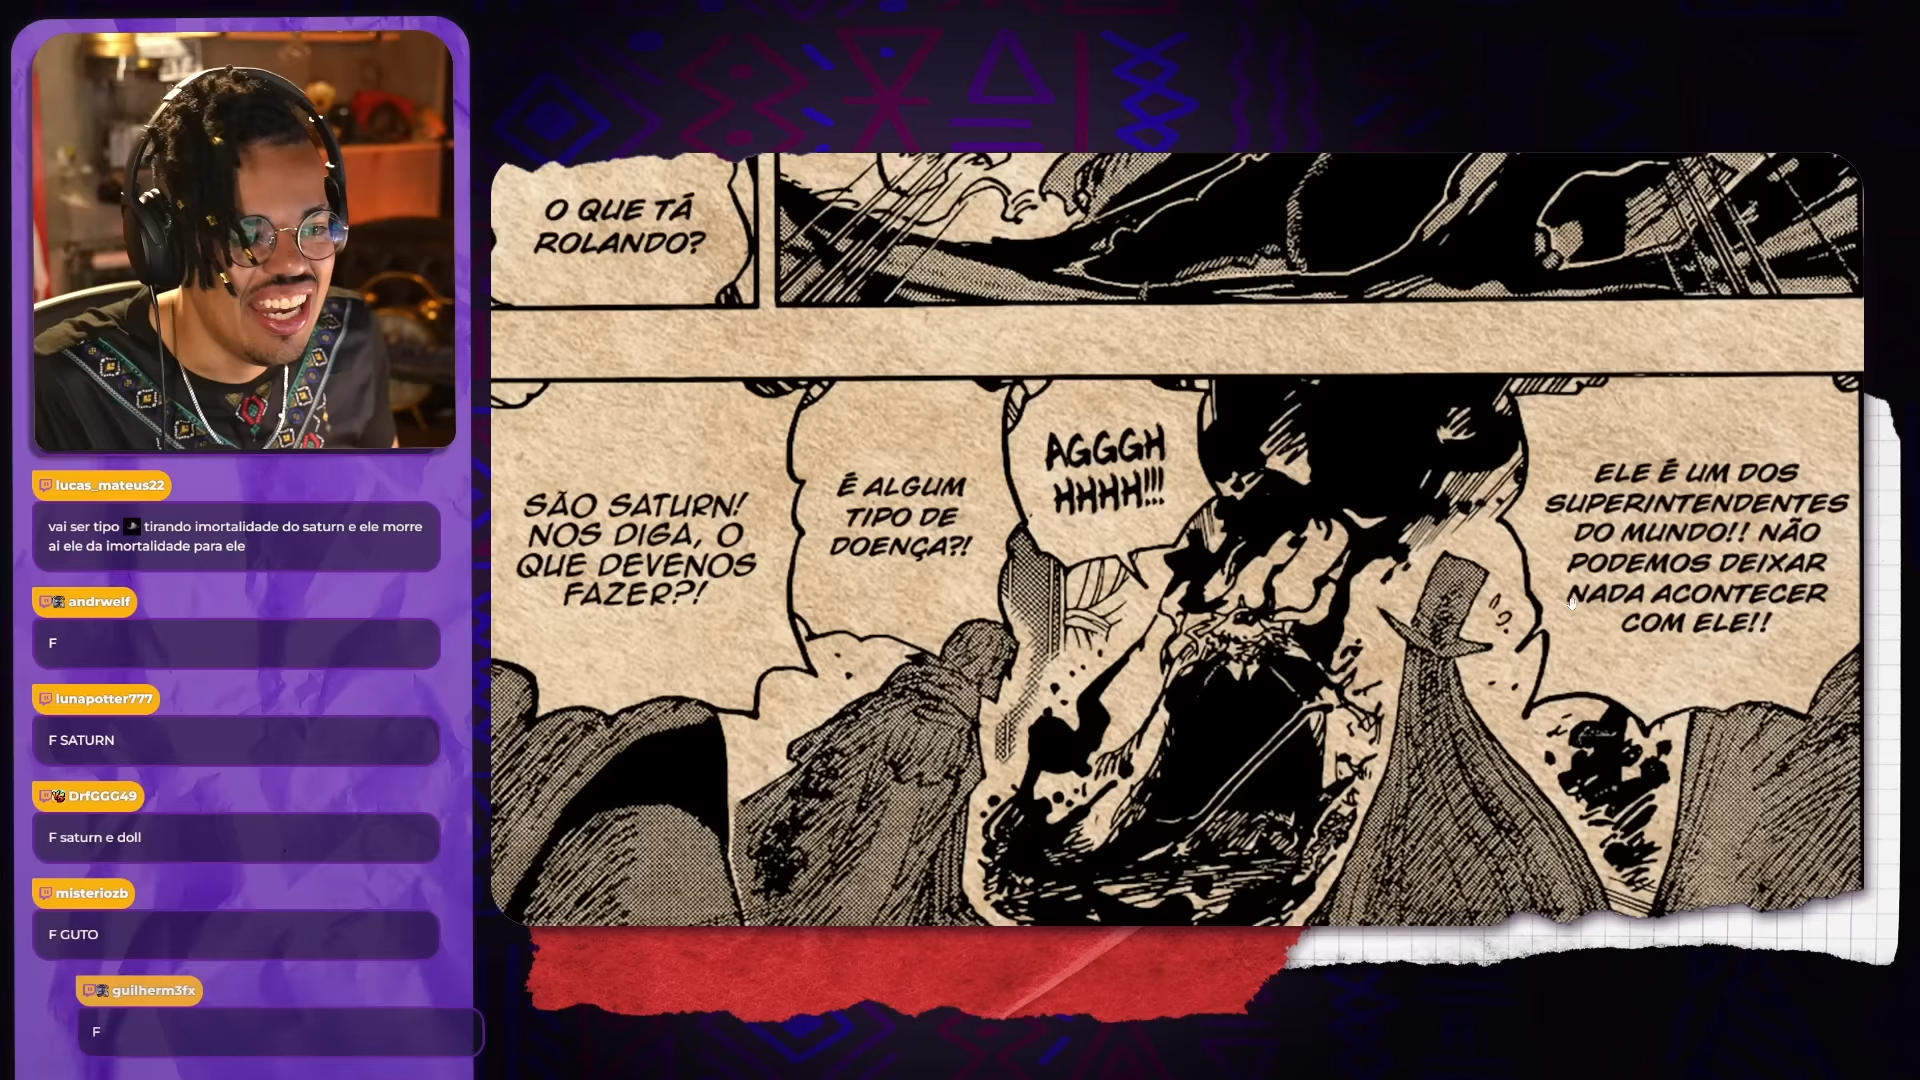 lucas_mateus22
vai ser tipo tirando imortalidade do saturn e ele morre
ai ele da imortalidade para ele
andrwelf
F
lunapotter777
F SATURN
DrfGGG49
F saturn e doll
misteriozb
F GUTO
guilherm3fx
F
O QUE TÁ
ROLANDO?
SÃO SATURN!
NOS DIGA, O
QUE DEVENOS
FAZER?!
É ALGUM
TIPO DE
DOENÇA?!
AGGGH
HHHH!!!
ELE É UM DOS
SUPERINTENDENTES
DO MUNDO!! NÃO
PODEMOS DEIXAR
NADA ACONTECER
COM ELE!!